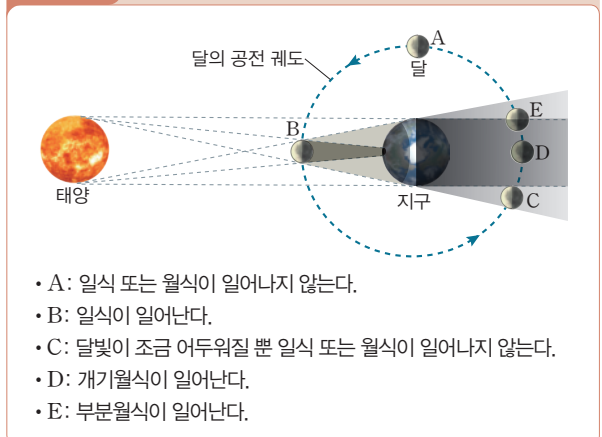 달의 공전 궤도
A
달
B
E
D
C
태양
지구
• A: 일식 또는 월식이 일어나지 않는다.
• B: 일식이 일어난다.
• C: 달빛이 조금 어두워질 뿐 일식 또는 월식이 일어나지 않는다.
• D: 개기월식이 일어난다.
• E: 부분월식이 일어난다.